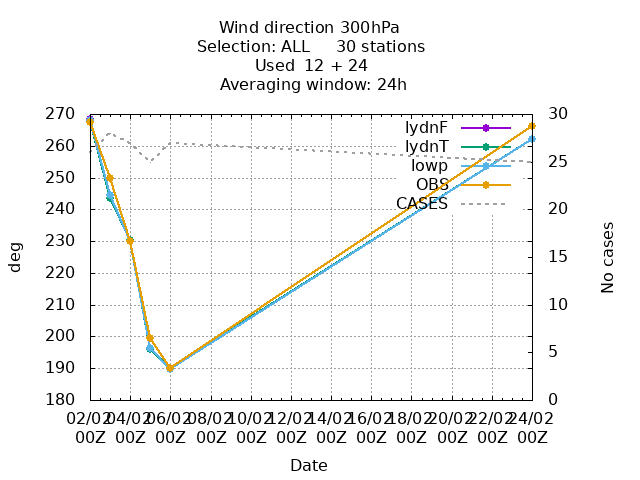 Wind direction 300hPa
Selection: ALL     30 stations
Used  12 + 24
Averaging window: 24h
270
260
250
240
230
220
210
200
190
180
deg
30
25
20
15
10
5
0
No cases
lydnF
lydnT
lowp
OBS
CASES
02/02 04/02 06/02 08/02 10/02 12/02 14/02 16/02 18/02 20/02 22/02 24/02
00Z 00Z 00Z 00Z 00Z 00Z 00Z 00Z 00Z 00Z 00Z 00Z
Date